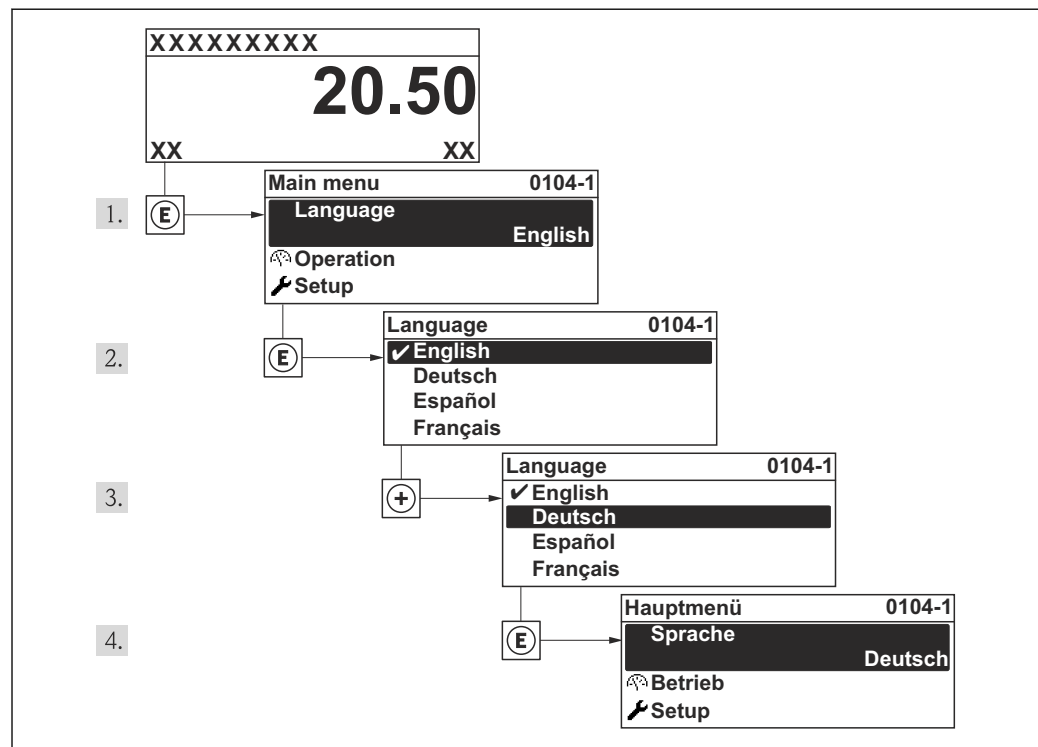 XXXXXXXXX
20.50
XX XX
1. E
Main menu 0104-1
Language
English
Operation
Setup
2. E
Language 0104-1
✔English
Deutsch
Español
Français
3. +
Language 0104-1
✔English
Deutsch
Español
Français
4. E
Hauptmenü 0104-1
Sprache
Deutsch
Betrieb
Setup